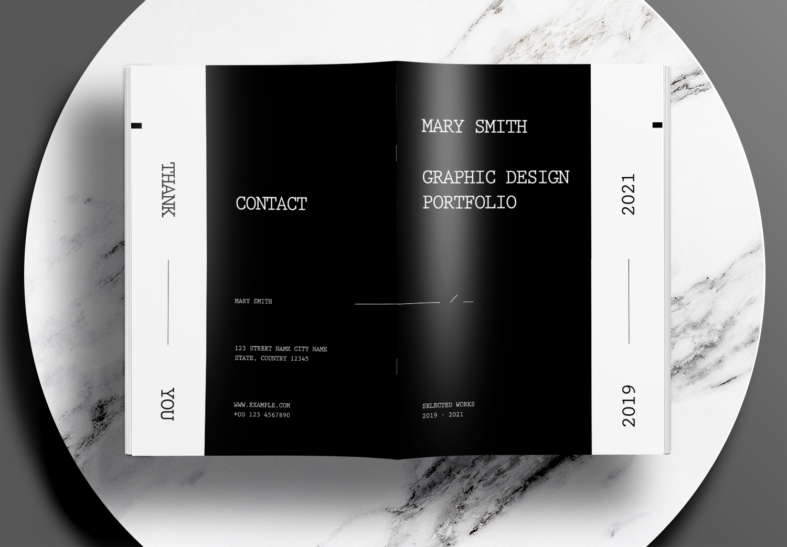 THANK
YOU
CONTACT
MARY SMITH
123 STREET NAME CITY NAME
STATE, COUNTRY 12345
WWW.EXAMPLE.COM
+00 123 4567890
MARY SMITH
GRAPHIC DESIGN
PORTFOLIO
SELECTED WORKS
2019 - 2021
2021
2019